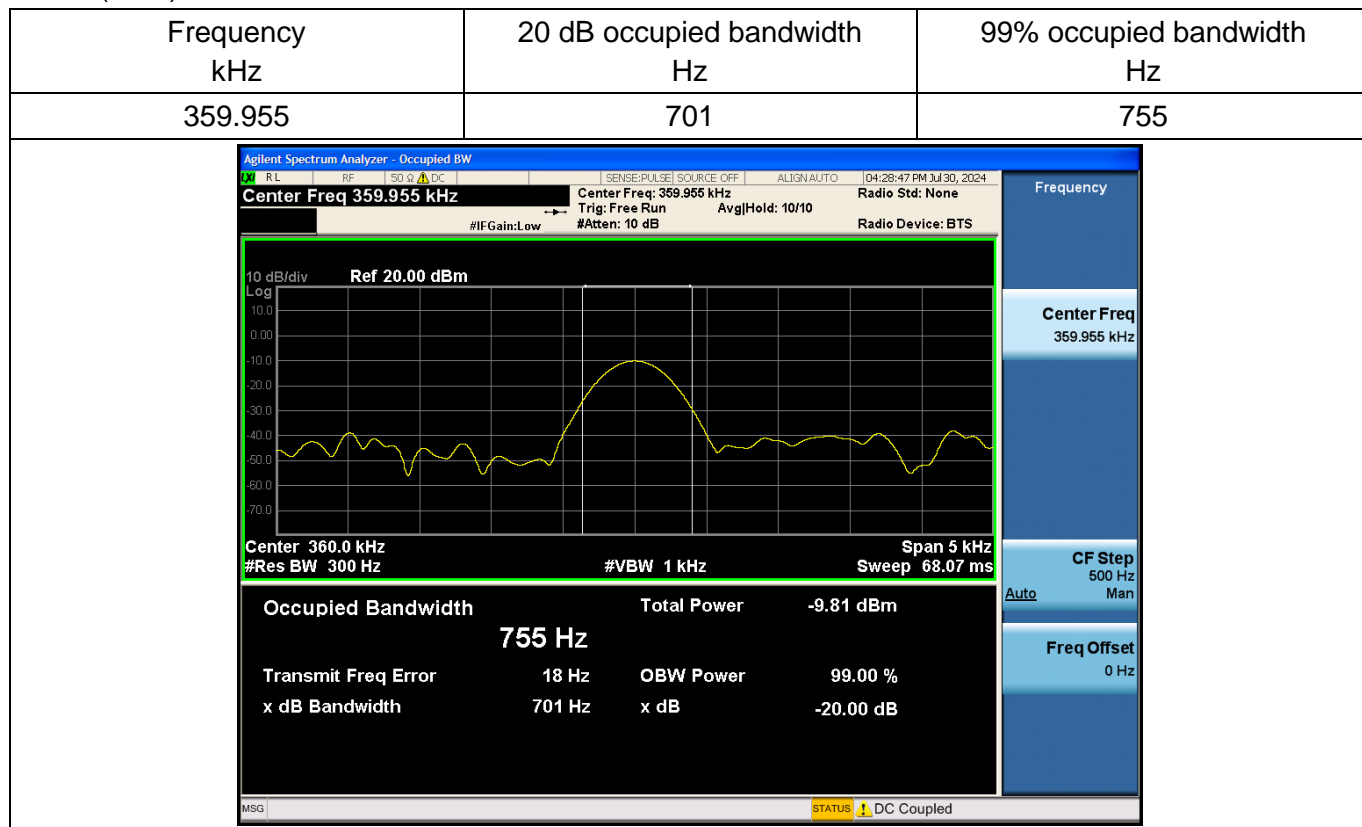 Frequency 20 dB occupied bandwidth 99% occupied bandwidth
kHz Hz Hz
359.955 701 755
Agilent Spectrum Analyzer - Occupied BW
LXI RL RF 50 Ω DC SENSE:PULSE SOURCE OFF ALIGN AUTO 04:28:47 PM Jul 30, 2024
Center Freq 359.955 kHz Center Freq: 359.955 kHz Radio Std: None
Trig: Free Run Avg|Hold: 10/10
#IFGain:Low #Atten: 10 dB Radio Device: BTS
Frequency
10 dB/div Ref 20.00 dBm
Log
10.0
0.00
-10.0
-20.0
-30.0
-40.0
-50.0
-60.0
-70.0
Center 360.0 kHz Span 5 kHz
#Res BW 300 Hz #VBW 1 kHz Sweep 68.07 ms
Center Freq
359.955 kHz
CF Step
500 Hz
Auto Man
Freq Offset
0 Hz
Occupied Bandwidth Total Power -9.81 dBm
755 Hz
Transmit Freq Error 18 Hz OBW Power 99.00 %
x dB Bandwidth 701 Hz x dB -20.00 dB
MSG STATUS DC Coupled